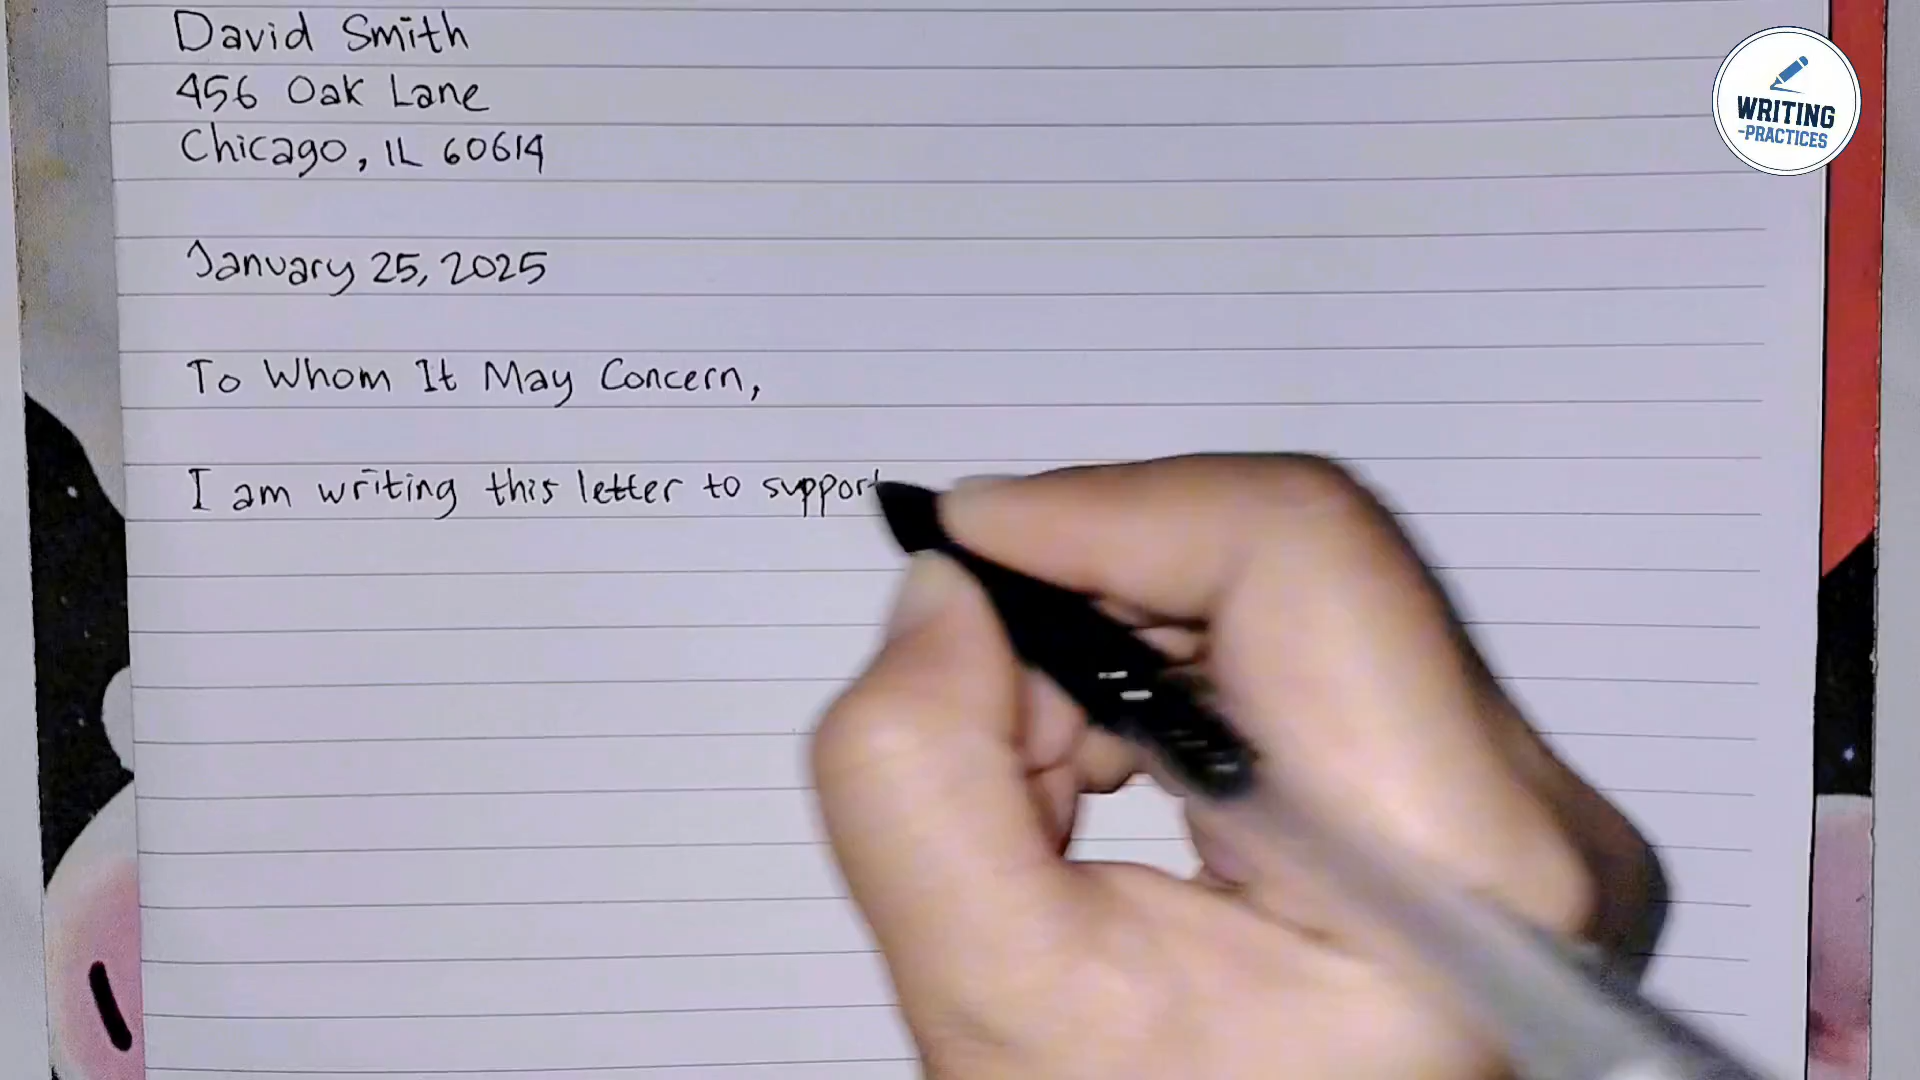 David Smith
456 Oak Lane
Chicago, IL 60614
January 25, 2025
To Whom It May Concern,
I am writing this letter to support
WRITING
-PRACTICES